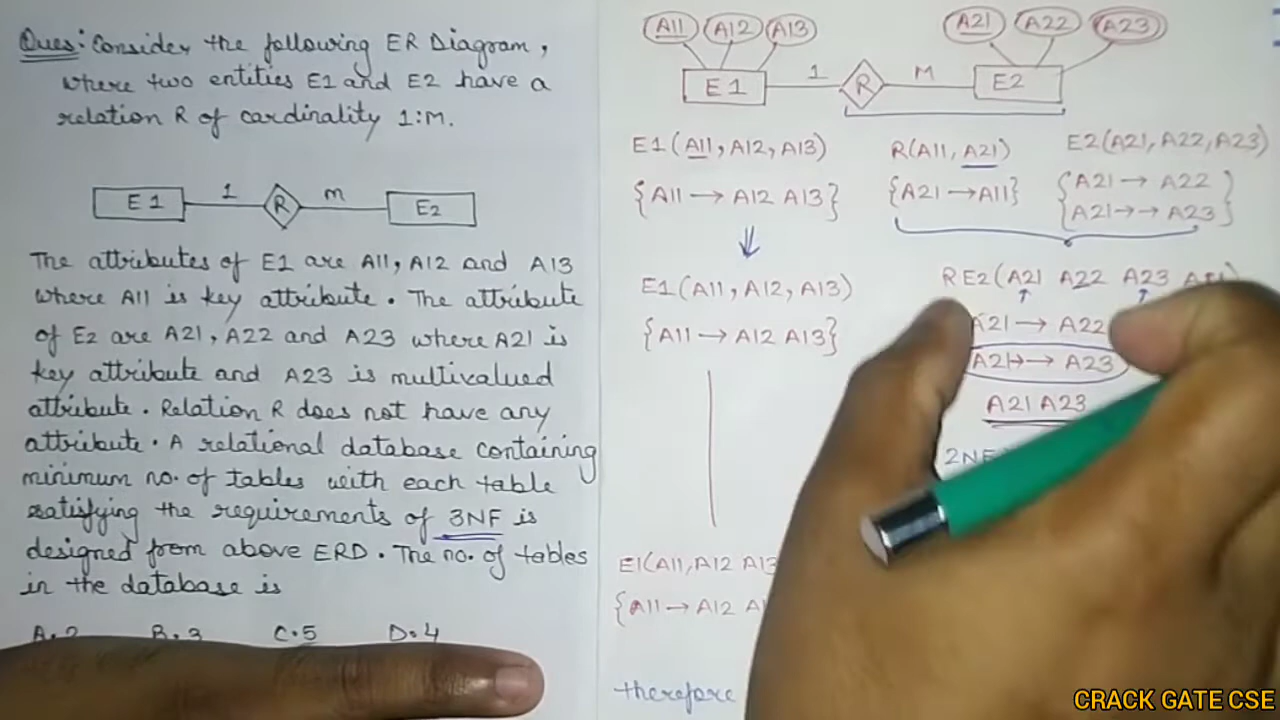 Ques: Consider the following ER Diagram,
where two entities E1 and E2 have a
relation R of cardinality 1:M.
E1 1 R m E2
The attributes of E1 are A11, A12 and A13
where A11 is key attribute. The attribute
of E2 are A21, A22 and A23 where A21 is
key attribute and A23 is multivalued
attribute. Relation R does not have any
attribute. A relational database containing
minimum no. of tables with each table
satisfying the requirements of 3NF is
designed from above ERD. The no. of tables
in the database is
A. 2 B. 3 C. 5 D. 4
A11 A12 A13 A21 A22 A23
E1 1 R M E2
E1(A11, A12, A13) R(A11, A21) E2(A21, A22, A23)
{A11 → A12 A13} {A21 → A11} {A21 → A22
A21 →→ A23}
E1(A11, A12, A13) RE2(A21 A22 A23
{A11 → A12 A13} A21 → A22
A21 →→ A23
A21 A23
2NF
E1(A11, A12 A13
{A11 → A12
therefore
CRACK GATE CSE